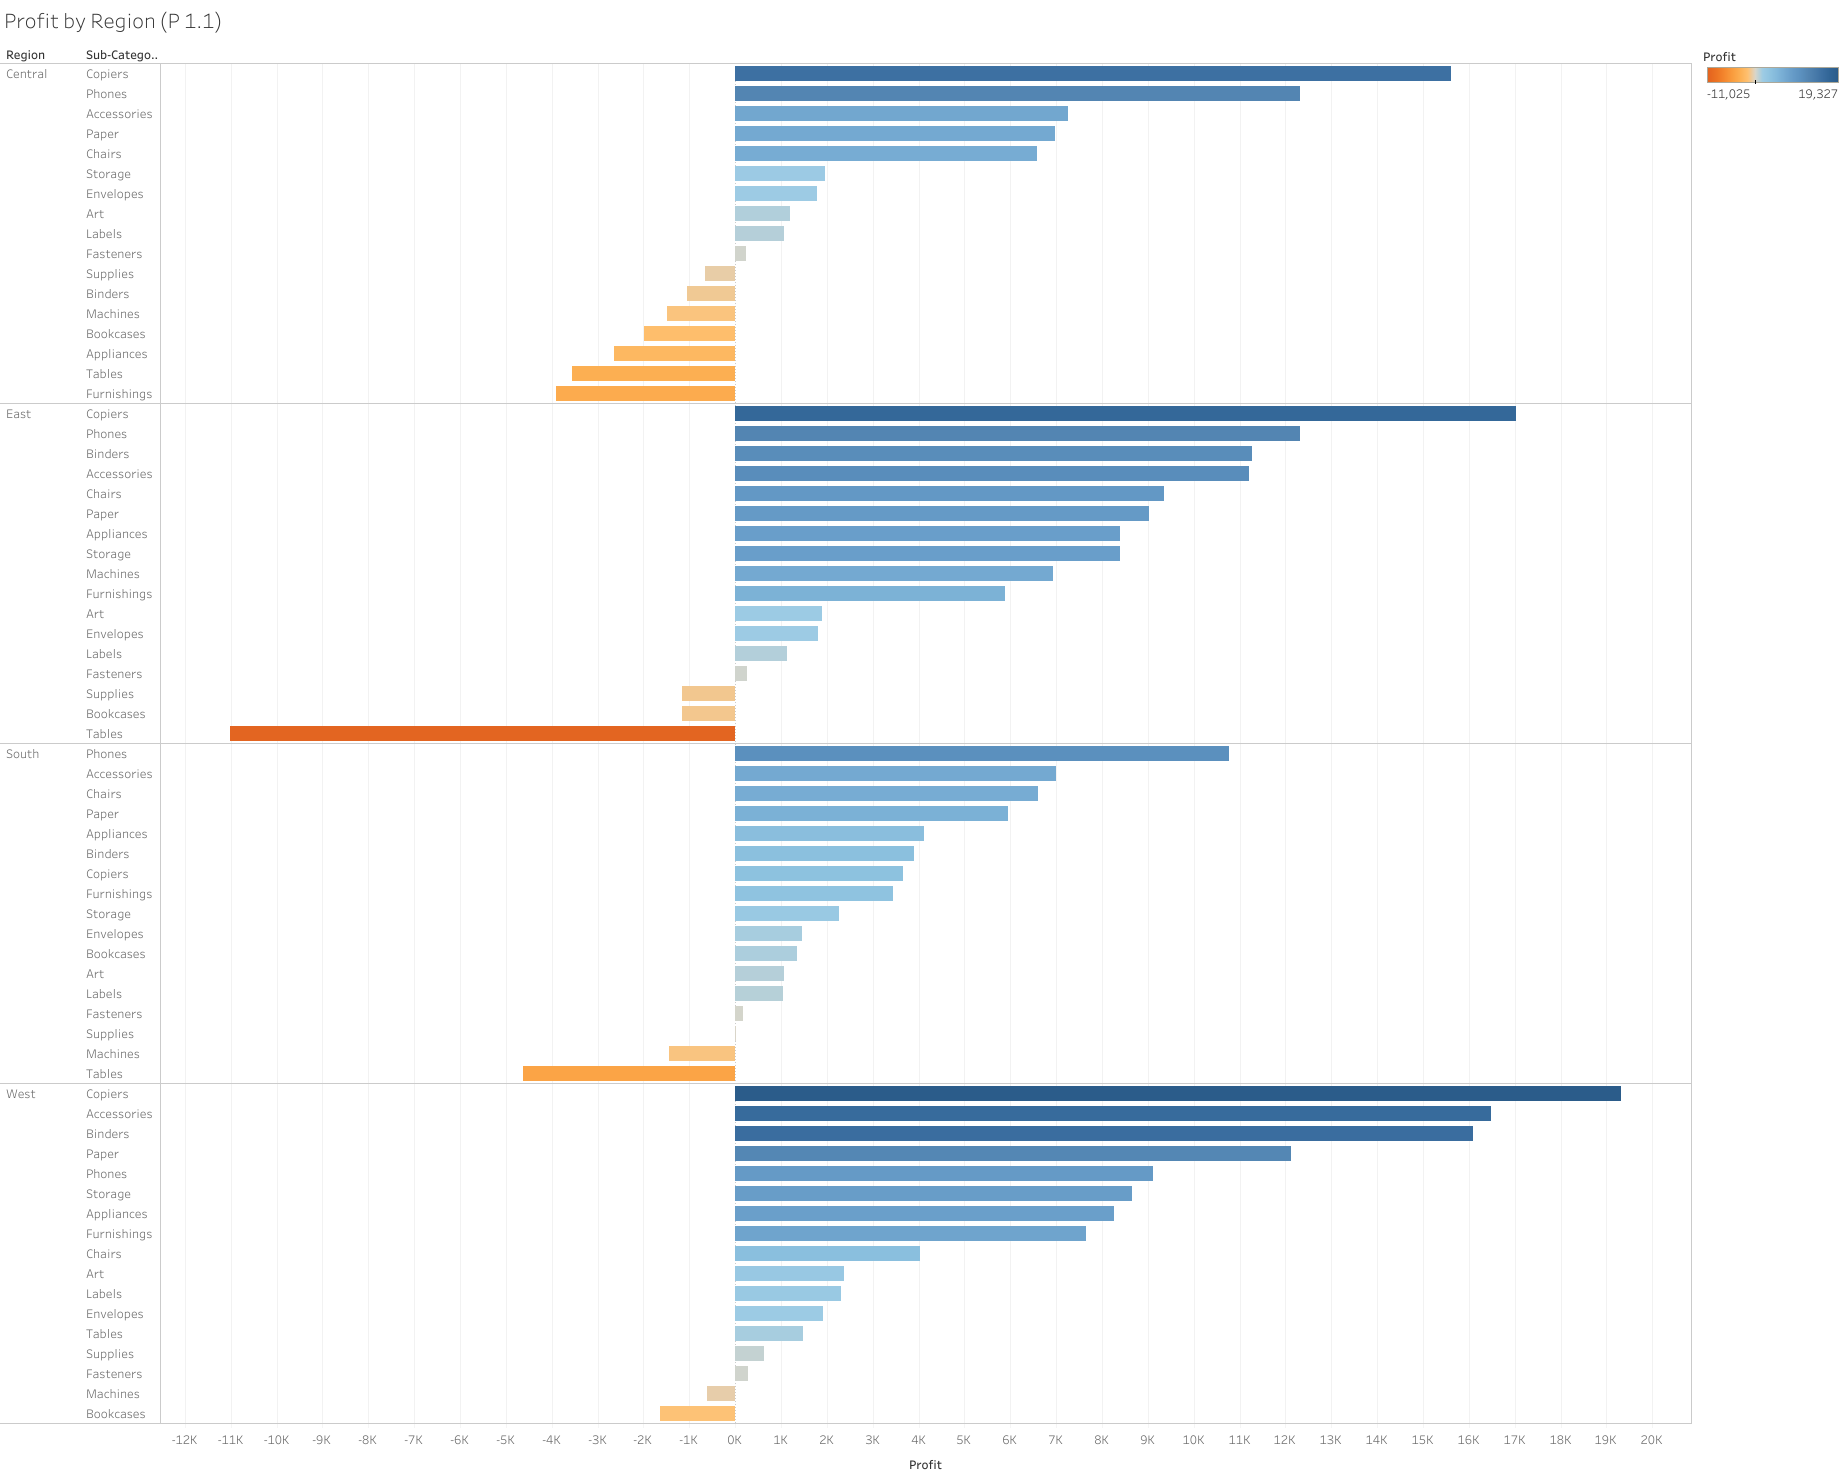 Profit by Region (P 1.1)
Region Sub-Catego..
Profit
-11,025 19,327
Central Copiers
Phones
Accessories
Paper
Chairs
Storage
Envelopes
Art
Labels
Fasteners
Supplies
Binders
Machines
Bookcases
Appliances
Tables
Furnishings
East Copiers
Phones
Binders
Accessories
Chairs
Paper
Appliances
Storage
Machines
Furnishings
Art
Envelopes
Labels
Fasteners
Supplies
Bookcases
Tables
South Phones
Accessories
Chairs
Paper
Appliances
Binders
Copiers
Furnishings
Storage
Envelopes
Bookcases
Art
Labels
Fasteners
Supplies
Machines
Tables
West Copiers
Accessories
Binders
Paper
Phones
Storage
Appliances
Furnishings
Chairs
Art
Labels
Envelopes
Tables
Supplies
Fasteners
Machines
Bookcases
-12K -11K -10K -9K -8K -7K -6K -5K -4K -3K -2K -1K 0K 1K 2K 3K 4K 5K 6K 7K 8K 9K 10K 11K 12K 13K 14K 15K 16K 17K 18K 19K 20K
Profit